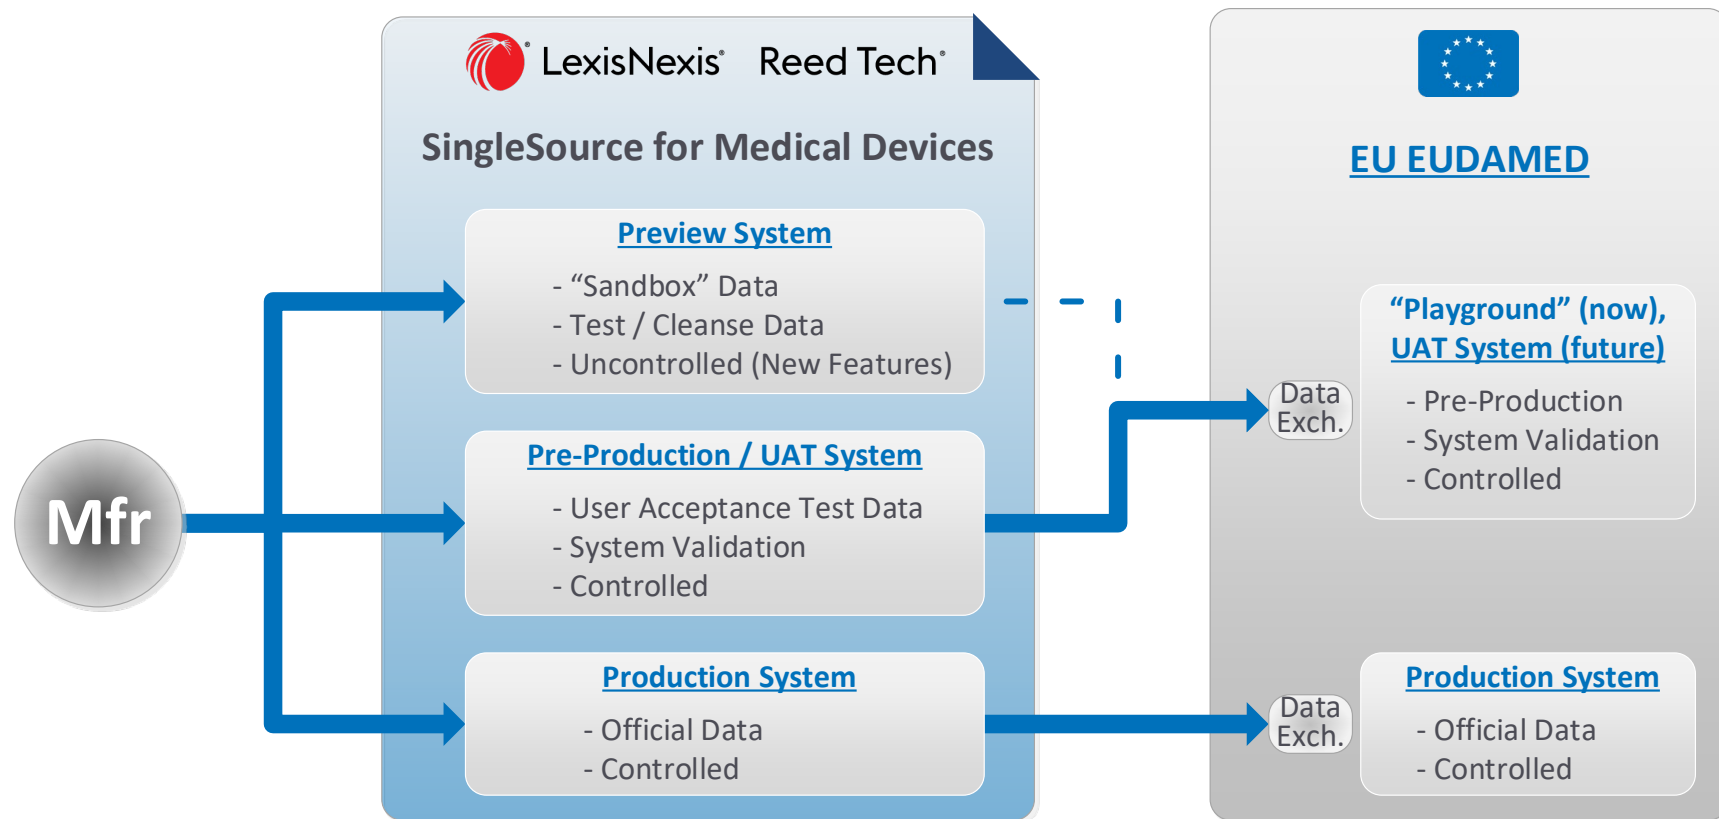 Mfr
LexisNexis® Reed Tech®
SingleSource for Medical Devices
Preview System
- “Sandbox” Data
- Test / Cleanse Data
- Uncontrolled (New Features)
Pre-Production / UAT System
- User Acceptance Test Data
- System Validation
- Controlled
Production System
- Official Data
- Controlled
EU EUDAMED
Data
Exch.
“Playground” (now),
UAT System (future)
- Pre-Production
- System Validation
- Controlled
Data
Exch.
Production System
- Official Data
- Controlled